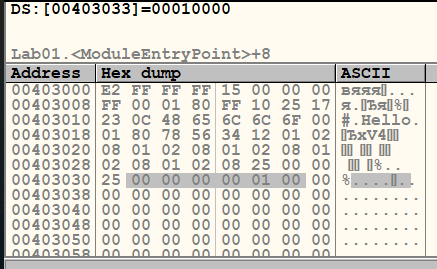 DS:[00403033]=00010000
Lab01.<ModuleEntryPoint>+8
Address Hex dump ASCII
00403000 E2 FF FF FF 15 00 00 00 вяяя▯...
00403008 FF 00 01 80 FF 10 25 17 я.▯Ђя▯%▯
00403010 23 0C 48 65 6C 6C 6F 00 #.Hello.
00403018 01 80 78 56 34 12 01 02 ▯ЂxV4▯▯▯
00403020 08 01 02 08 01 02 08 01 ▯▯ ▯▯ ▯▯
00403028 02 08 01 02 08 25 00 00 ▯ ▯▯ %..
00403030 25 00 00 00 00 01 00 00 %....▯..
00403038 00 00 00 00 00 00 00 00 ........
00403040 00 00 00 00 00 00 00 00 ........
00403048 00 00 00 00 00 00 00 00 ........
00403050 00 00 00 00 00 00 00 00 ........